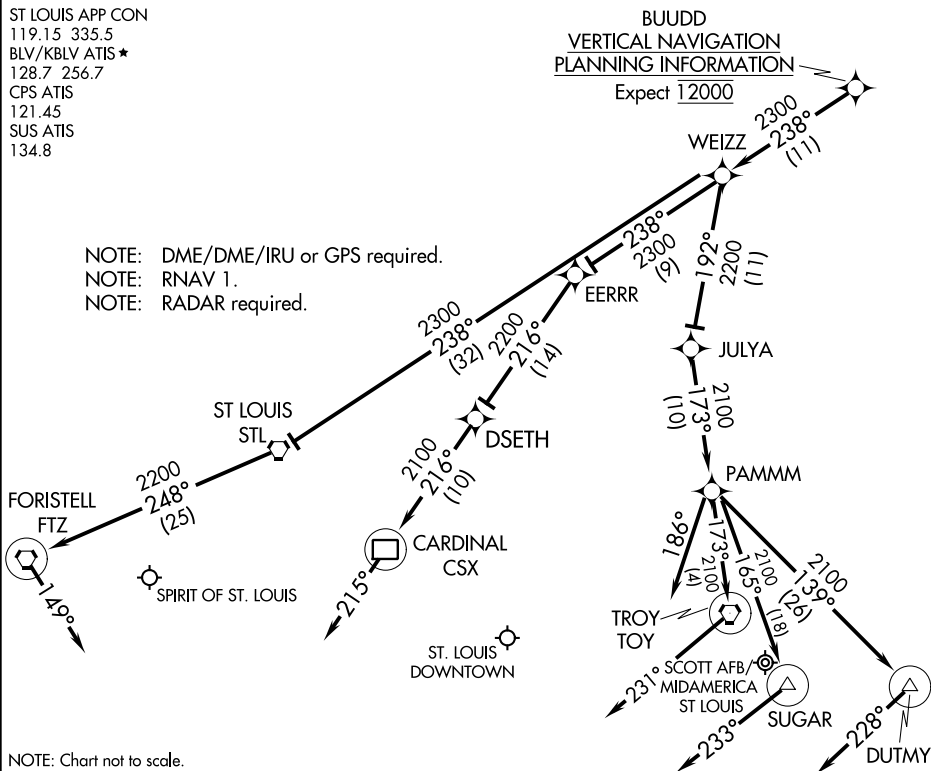 ST LOUIS APP CON
119.15 335.5
BLV/KBLV ATIS ★
128.7 256.7
CPS ATIS
121.45
SUS ATIS
134.8
BUUDD
VERTICAL NAVIGATION
PLANNING INFORMATION
Expect 12000
2300
238°
(11)
WEIZZ
NOTE: DME/DME/IRU or GPS required.
NOTE: RNAV 1.
NOTE: RADAR required.
238°
2300
(9)
192°
2200
(11)
EERRR
2300
238°
(32)
2200
216°
(14)
JULYA
2100
173°
(10)
ST LOUIS
STL
DSETH
2100
216°
(10)
PAMMM
2200
248°
(25)
FORISTELL
FTZ
149°
SPIRIT OF ST. LOUIS
CARDINAL
CSX
215°
186°
173°
2100
(4)
2100
165°
(18)
2100
139°
(26)
TROY
TOY
ST. LOUIS
DOWNTOWN
SCOTT AFB/
MIDAMERICA
ST LOUIS
231°
SUGAR
233°
228°
DUTMY
NOTE: Chart not to scale.